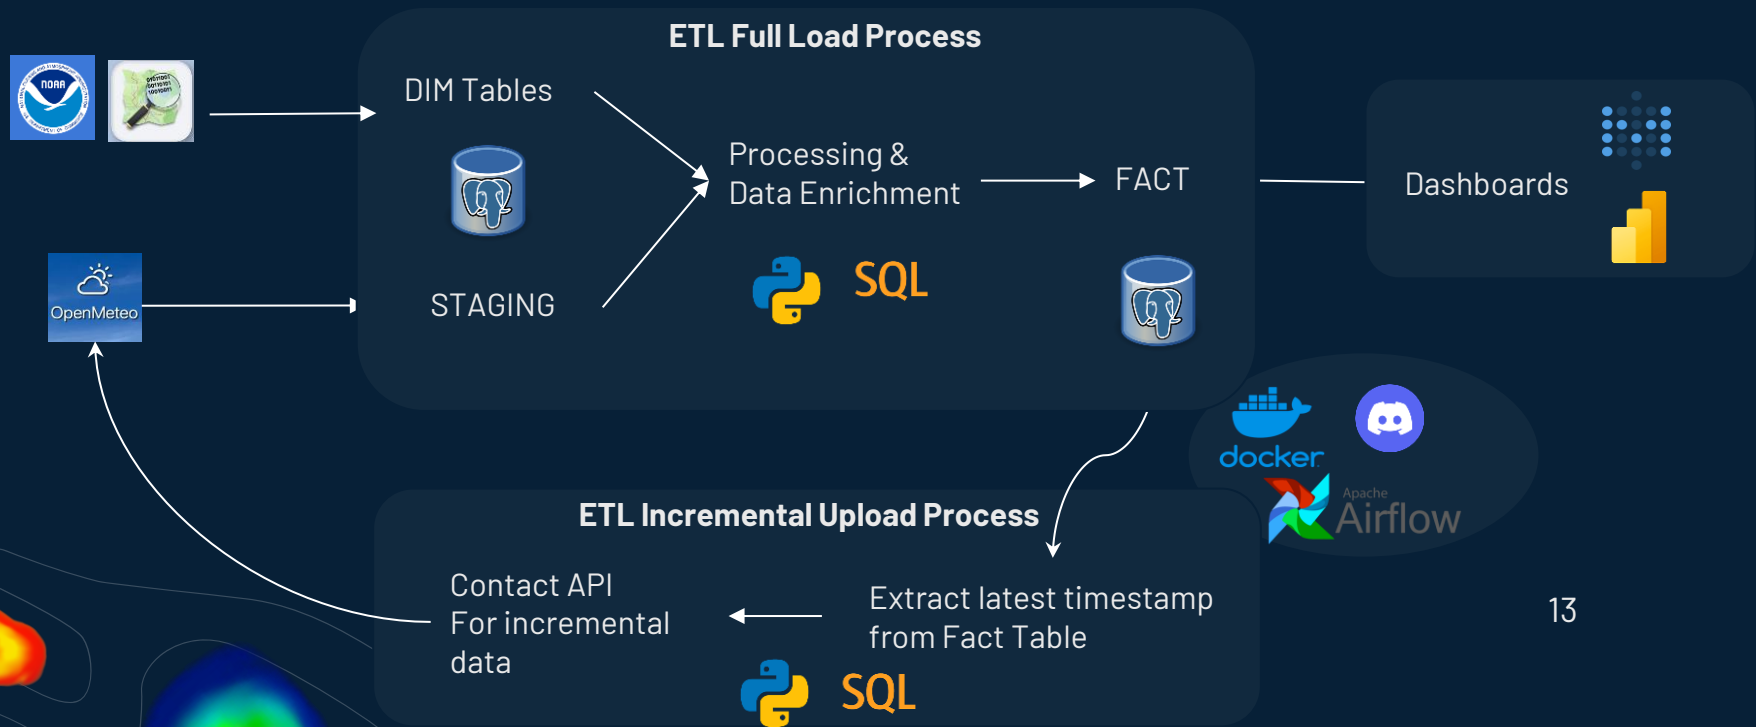 ETL Full Load Process
NOAA
DIM Tables
Processing &
Data Enrichment
FACT
Dashboards
SQL
OpenMeteo
STAGING
docker
Apache
Airflow
ETL Incremental Upload Process
Contact API
For incremental
data
Extract latest timestamp
from Fact Table
SQL
13